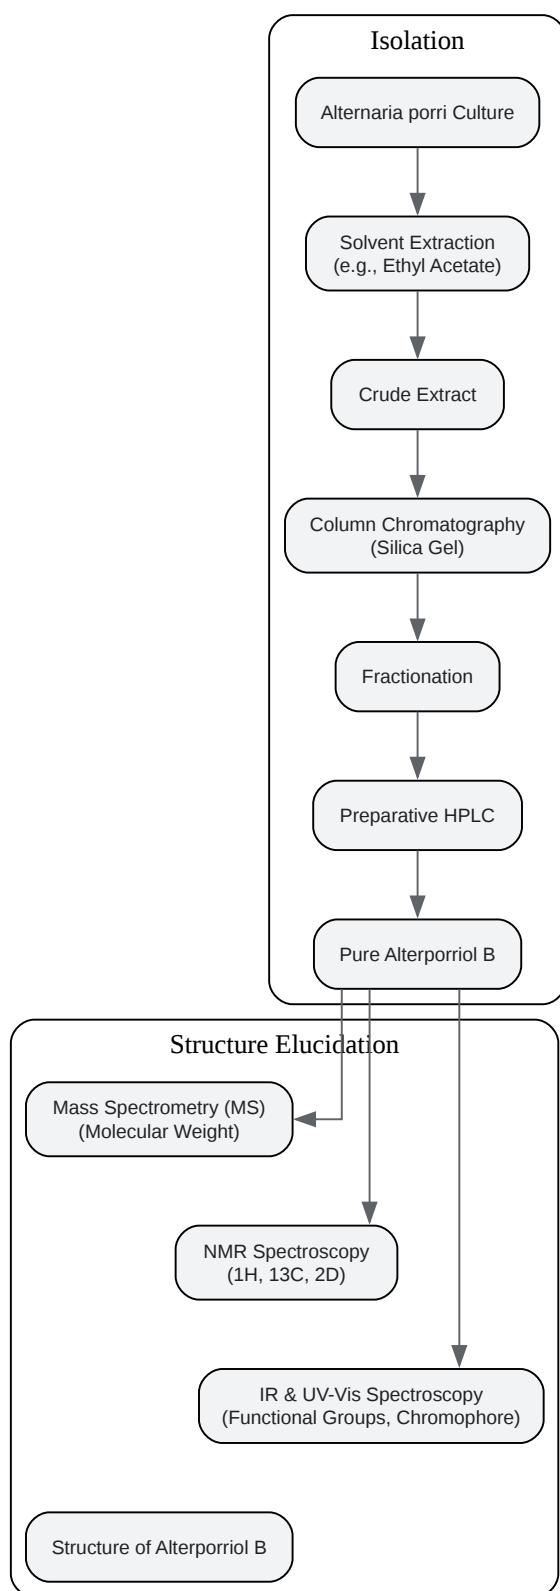 Isolation
Alternaria porri Culture
Solvent Extraction
(e.g., Ethyl Acetate)
Crude Extract
Column Chromatography
(Silica Gel)
Fractionation
Preparative HPLC
Pure Alterporriol B
Structure Elucidation
Mass Spectrometry (MS)
(Molecular Weight)
NMR Spectroscopy
(1H, 13C, 2D)
IR & UV-Vis Spectroscopy
(Functional Groups, Chromophore)
Structure of Alterporriol B